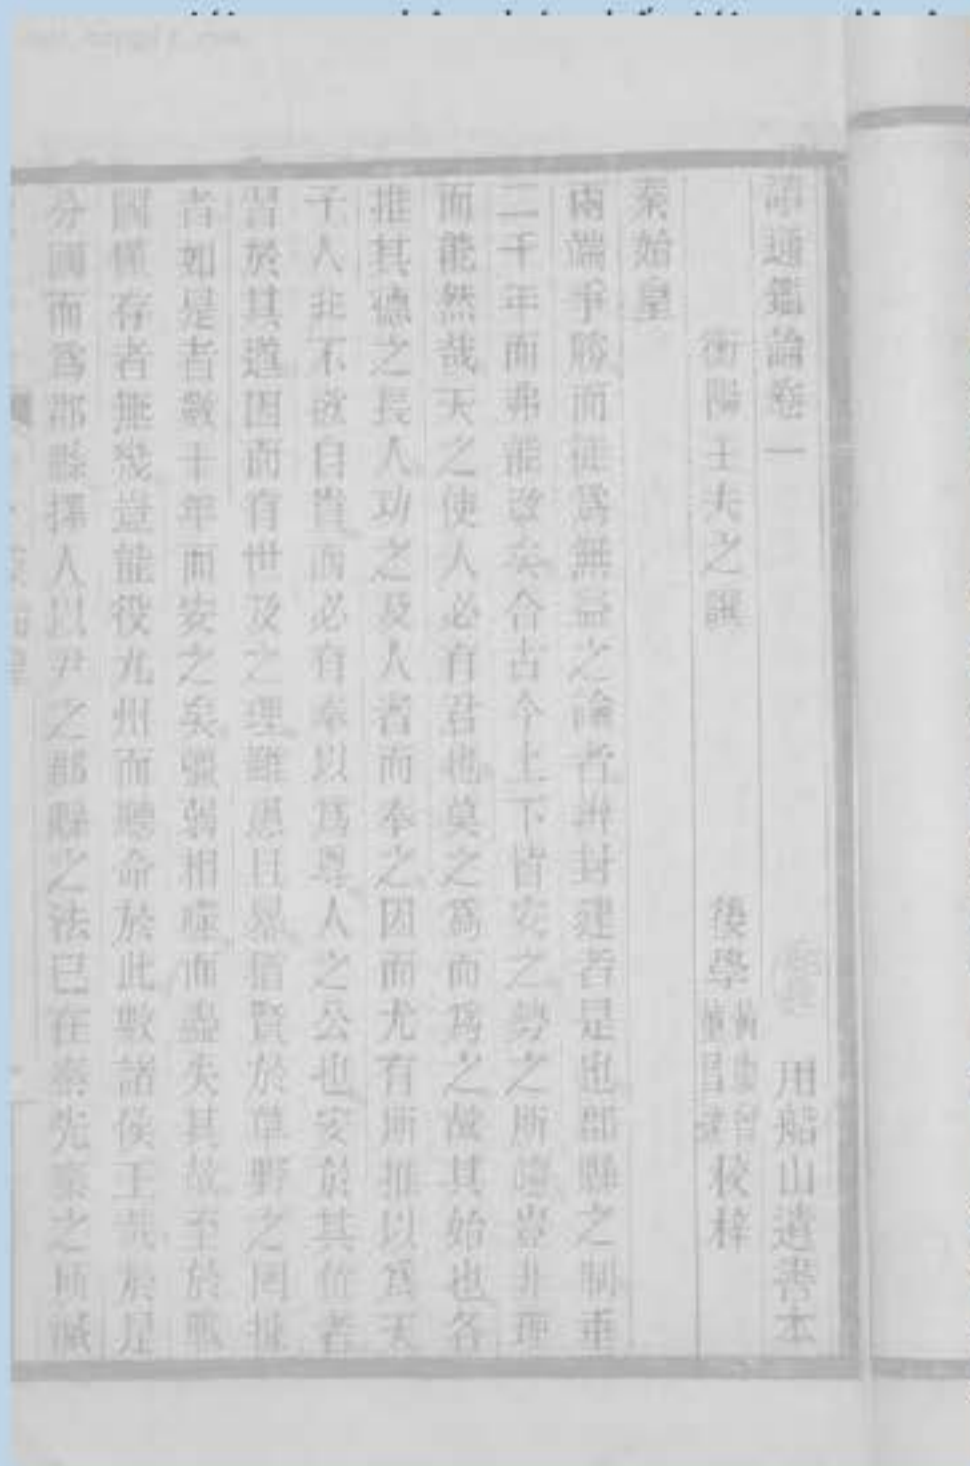 讀通鑑論卷一
用船山遺書本
衡陽王夫之譔
後學
校梓
秦始皇
兩端爭勝而徒爲無益之論者辨封建者是也郡縣之制垂
二千年而弗能改矣合古今上下皆安之勢之所趨豈非理
而能然哉天之使人必有君也莫之爲而爲之故其始也各
推其德之長人功之及人者而奉之因而尤有所推以爲天
子人非不欲自貴而必有奉以爲尊人之公也安於其位者
習於其道因而有世及之理雖愚且暴猶賢於草野之罔據
者如是者數十年而安之矣彊弱相噬而盡失其故至於戰
國僅存者無幾豈能役九州而聽命於此數諸侯王哉於是
分國而爲郡縣擇人以尹之郡縣之法已在秦先秦之所滅